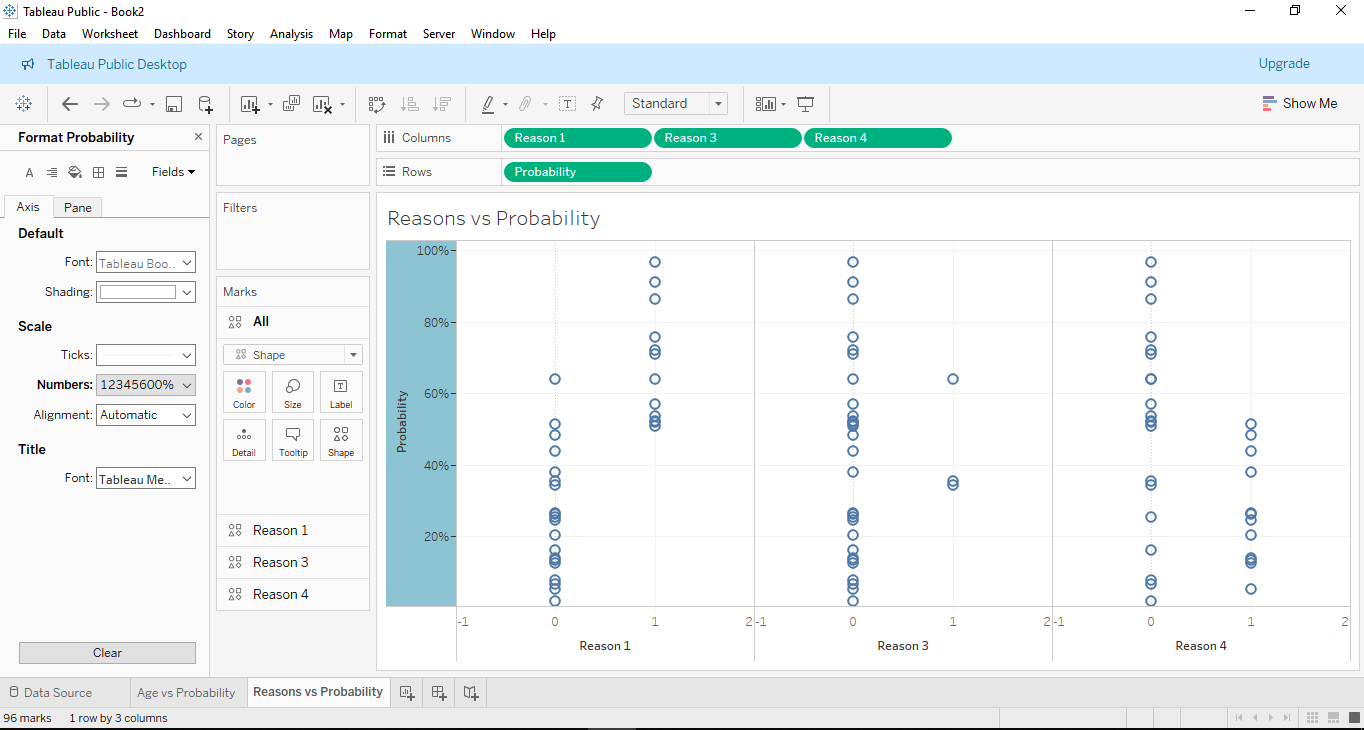 Tableau Public - Book2
File Data Worksheet Dashboard Story Analysis Map Format Server Window Help
Tableau Public Desktop
Upgrade
Standard
Show Me
Format Probability
Fields
Axis Pane
Default
Font: Tableau Boo..
Shading:
Scale
Ticks:
Numbers: 12345600%
Alignment: Automatic
Title
Font: Tableau Me..
Clear
Pages
Filters
Marks
All
Shape
Color Size Label
Detail Tooltip Shape
Reason 1
Reason 3
Reason 4
Columns Reason 1 Reason 3 Reason 4
Rows Probability
Reasons vs Probability
Probability
100%
80%
60%
40%
20%
-1 0 1 2 -1 0 1 2 -1 0 1 2
Reason 1 Reason 3 Reason 4
Data Source Age vs Probability Reasons vs Probability
96 marks 1 row by 3 columns